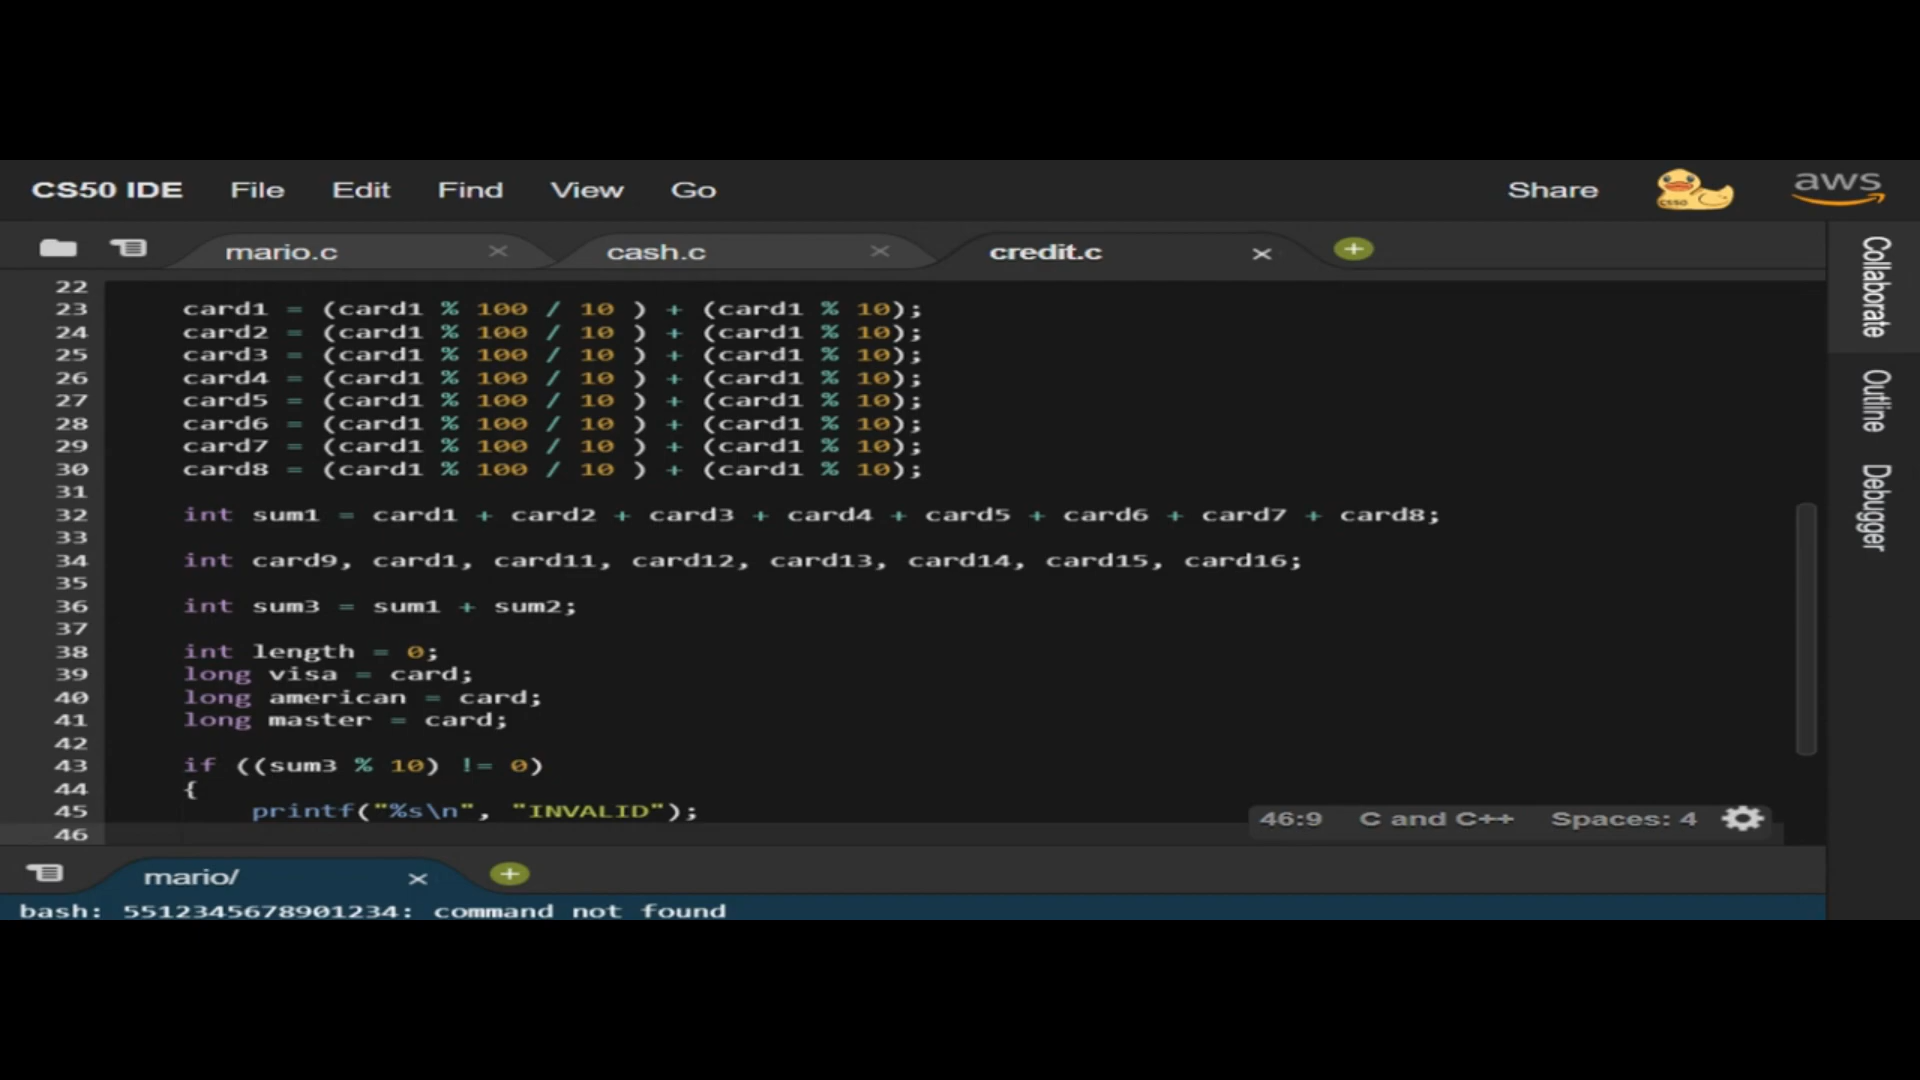 CS50 IDE File Edit Find View Go Share CS50 aws
mario.c × cash.c × credit.c × +
22
23 card1 = (card1 % 100 / 10 ) + (card1 % 10);
24 card2 = (card1 % 100 / 10 ) + (card1 % 10);
25 card3 = (card1 % 100 / 10 ) + (card1 % 10);
26 card4 = (card1 % 100 / 10 ) + (card1 % 10);
27 card5 = (card1 % 100 / 10 ) + (card1 % 10);
28 card6 = (card1 % 100 / 10 ) + (card1 % 10);
29 card7 = (card1 % 100 / 10 ) + (card1 % 10);
30 card8 = (card1 % 100 / 10 ) + (card1 % 10);
31
32 int sum1 = card1 + card2 + card3 + card4 + card5 + card6 + card7 + card8;
33
34 int card9, card1, card11, card12, card13, card14, card15, card16;
35
36 int sum3 = sum1 + sum2;
37
38 int length = 0;
39 long visa = card;
40 long american = card;
41 long master = card;
42
43 if ((sum3 % 10) != 0)
44 {
45 printf("%s\n", "INVALID");
46
46:9 C and C++ Spaces: 4
mario/ × +
bash: 5512345678901234: command not found
Collaborate
Outline
Debugger